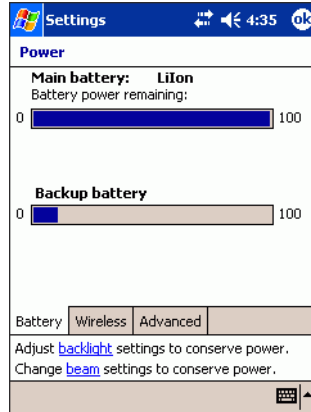 Settings 4:35 ok
Power
Main battery: LiIon
Battery power remaining:
0 100
Backup battery
0 100
Battery Wireless Advanced
Adjust backlight settings to conserve power.
Change beam settings to conserve power.